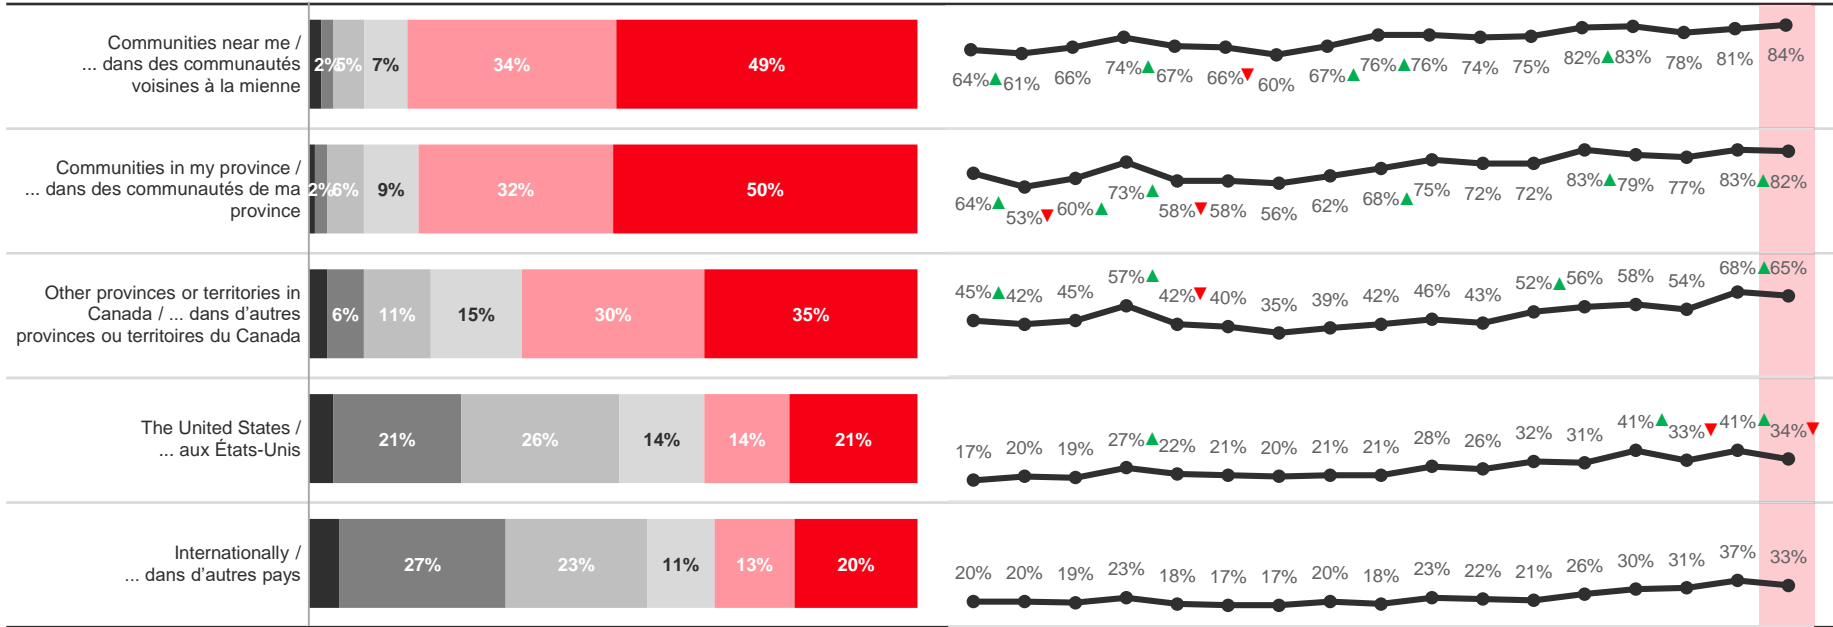 Communities near me /
... dans des communautés
voisines à la mienne
2% 5% 7% 34% 49%
64% 61% 66% 74% 67% 66% 60% 67% 76% 76% 74% 75% 82% 83% 78% 81% 84%
Communities in my province /
... dans des communautés de ma
province
2% 6% 9% 32% 50%
64% 53% 60% 73% 58% 58% 56% 62% 68% 75% 72% 72% 83% 79% 77% 83% 82%
Other provinces or territories in
Canada / ... dans d'autres
provinces ou territoires du Canada
6% 11% 15% 30% 35%
45% 42% 45% 57% 42% 40% 35% 39% 42% 46% 43% 52% 56% 58% 54% 68% 65%
The United States /
... aux États-Unis
21% 26% 14% 14% 21%
17% 20% 19% 27% 22% 21% 20% 21% 21% 28% 26% 32% 31% 41% 33% 41% 34%
Internationally /
... dans d'autres pays
27% 23% 11% 13% 20%
20% 20% 19% 23% 18% 17% 17% 20% 18% 23% 22% 21% 26% 30% 31% 37% 33%